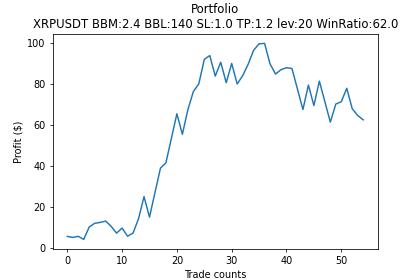 Portfolio
XRPUSDT BBM:2.4 BBL:140 SL:1.0 TP:1.2 lev:20 WinRatio:62.0
100
80
60
40
20
0
Profit ($)
0 10 20 30 40 50
Trade counts